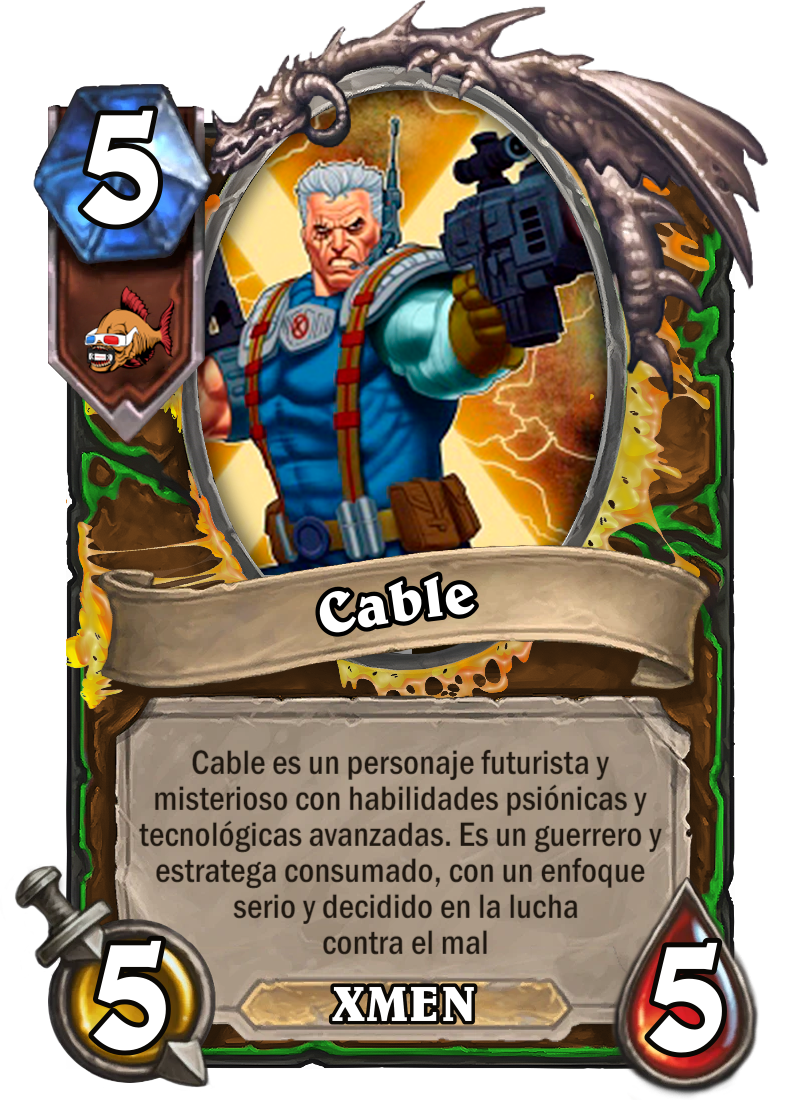 5
Cable
Cable es un personaje futurista y
misterioso con habilidades psiónicas y
tecnológicas avanzadas. Es un guerrero y
estratega consumado, con un enfoque
serio y decidido en la lucha
contra el mal
5
XMEN
5